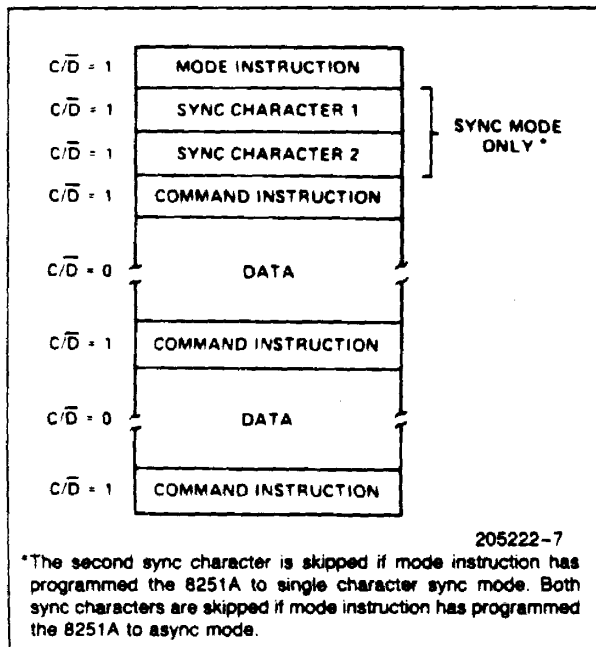 C/D̅ = 1 MODE INSTRUCTION
C/D̅ = 1 SYNC CHARACTER 1
C/D̅ = 1 SYNC CHARACTER 2
SYNC MODE
ONLY *
C/D̅ = 1 COMMAND INSTRUCTION
C/D̅ = 0 DATA
C/D̅ = 1 COMMAND INSTRUCTION
C/D̅ = 0 DATA
C/D̅ = 1 COMMAND INSTRUCTION
205222-7
*The second sync character is skipped if mode instruction has
programmed the 8251A to single character sync mode. Both
sync characters are skipped if mode instruction has programmed
the 8251A to async mode.